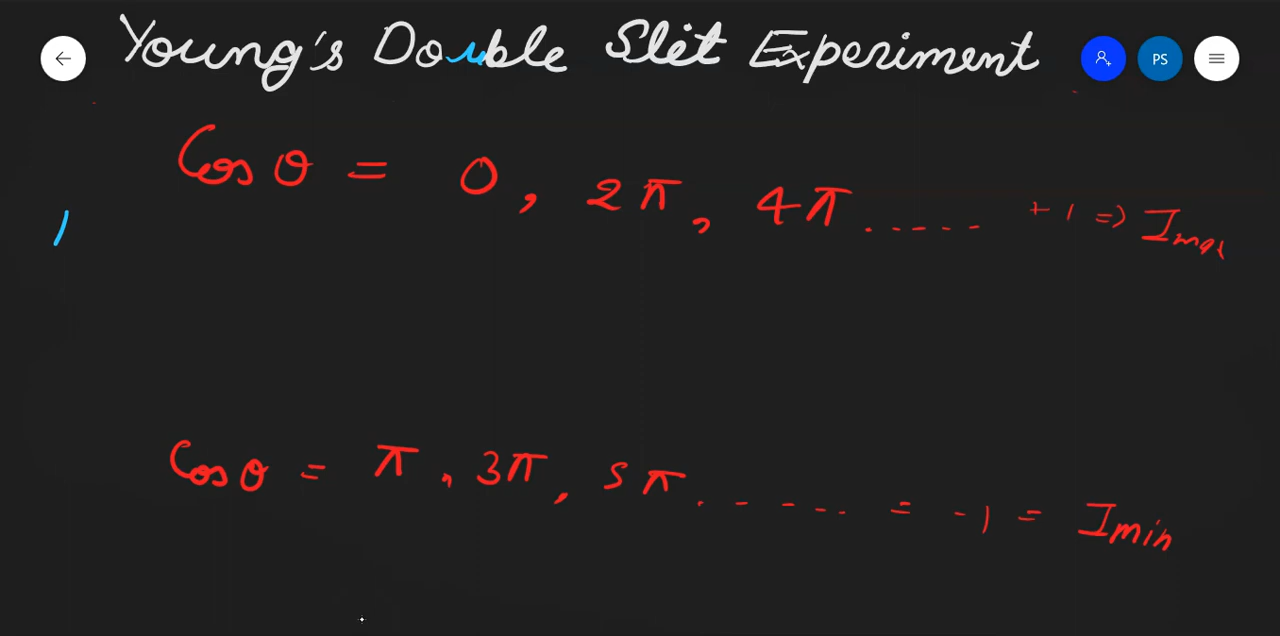 Young's Double Slit Experiment
PS
Cos θ = 0, 2π, 4π ...... +1 => Imax
Cos θ = π, 3π, 5π ...... = -1 = Imin